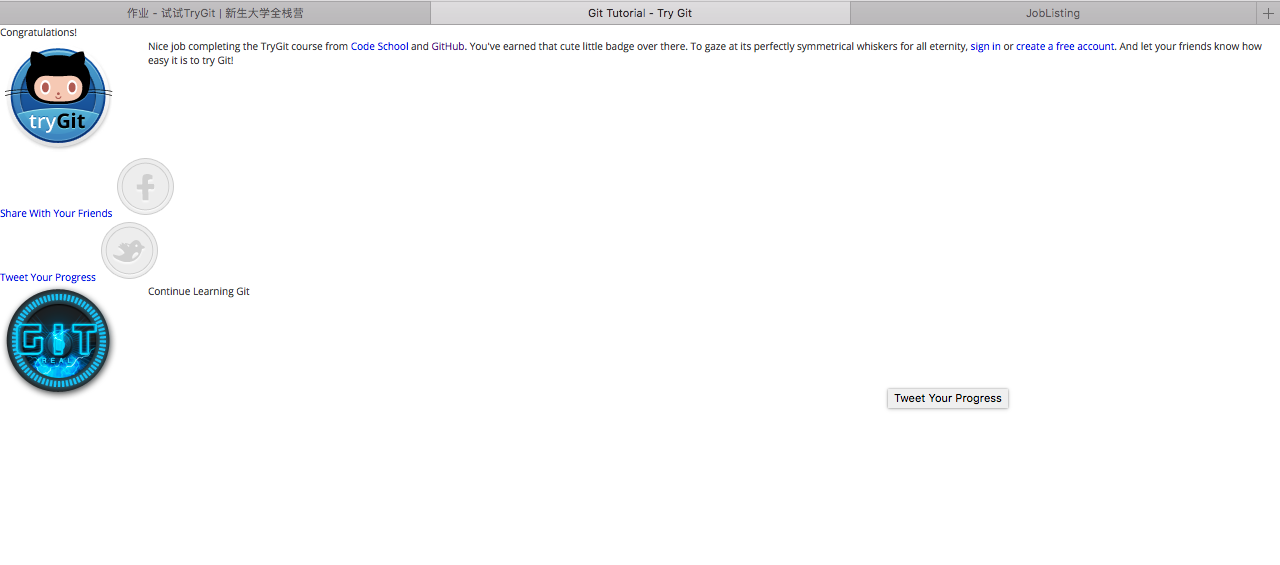 作业 - 试试TryGit | 新生大学全栈营
Git Tutorial - Try Git
JobListing
Congratulations!
Nice job completing the TryGit course from Code School and GitHub. You've earned that cute little badge over there. To gaze at its perfectly symmetrical whiskers for all eternity, sign in or create a free account. And let your friends know how
easy it is to try Git!
tryGit
Share With Your Friends
Tweet Your Progress
Continue Learning Git
GIT
REAL
Tweet Your Progress